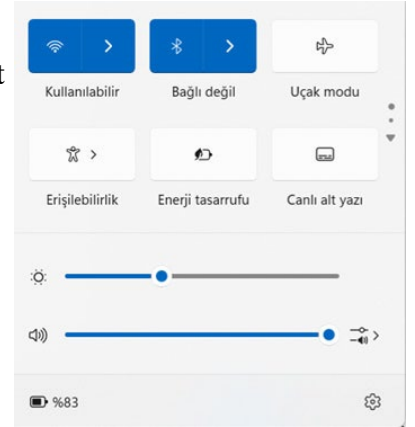 t
Kullanılabilir Bağlı değil Uçak modu
Erişilebilirlik Enerji tasarrufu Canlı alt yazı
%83